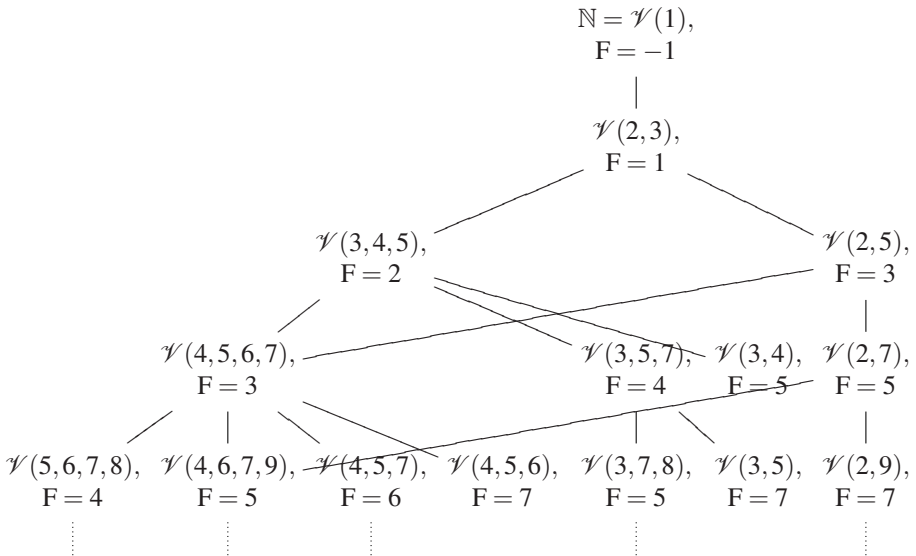 ℕ = 𝒱(1),
F = −1
𝒱(2,3),
F = 1
𝒱(3,4,5),
F = 2
𝒱(2,5),
F = 3
𝒱(4,5,6,7),
F = 3
𝒱(3,5,7),
F = 4
𝒱(3,4),
F = 5
𝒱(2,7),
F = 5
𝒱(5,6,7,8),
F = 4
𝒱(4,6,7,9),
F = 5
𝒱(4,5,7),
F = 6
𝒱(4,5,6),
F = 7
𝒱(3,7,8),
F = 5
𝒱(3,5),
F = 7
𝒱(2,9),
F = 7